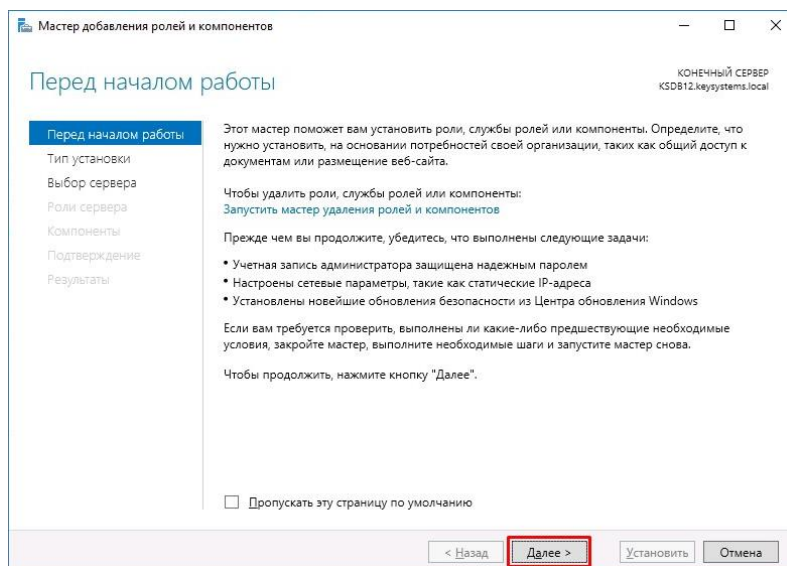 Мастер добавления ролей и компонентов
Перед началом работы
КОНЕЧНЫЙ СЕРВЕР
KSDB12.keysystems.local
Перед началом работы
Тип установки
Выбор сервера
Роли сервера
Компоненты
Подтверждение
Результаты
Этот мастер поможет вам установить роли, службы ролей или компоненты. Определите, что
нужно установить, на основании потребностей своей организации, таких как общий доступ к
документам или размещение веб-сайта.
Чтобы удалить роли, службы ролей или компоненты:
Запустить мастер удаления ролей и компонентов
Прежде чем вы продолжите, убедитесь, что выполнены следующие задачи:
• Учетная запись администратора защищена надежным паролем
• Настроены сетевые параметры, такие как статические IP-адреса
• Установлены новейшие обновления безопасности из Центра обновления Windows
Если вам требуется проверить, выполнены ли какие-либо предшествующие необходимые
условия, закройте мастер, выполните необходимые шаги и запустите мастер снова.
Чтобы продолжить, нажмите кнопку "Далее".
Пропускать эту страницу по умолчанию
< Назад
Далее >
Установить
Отмена